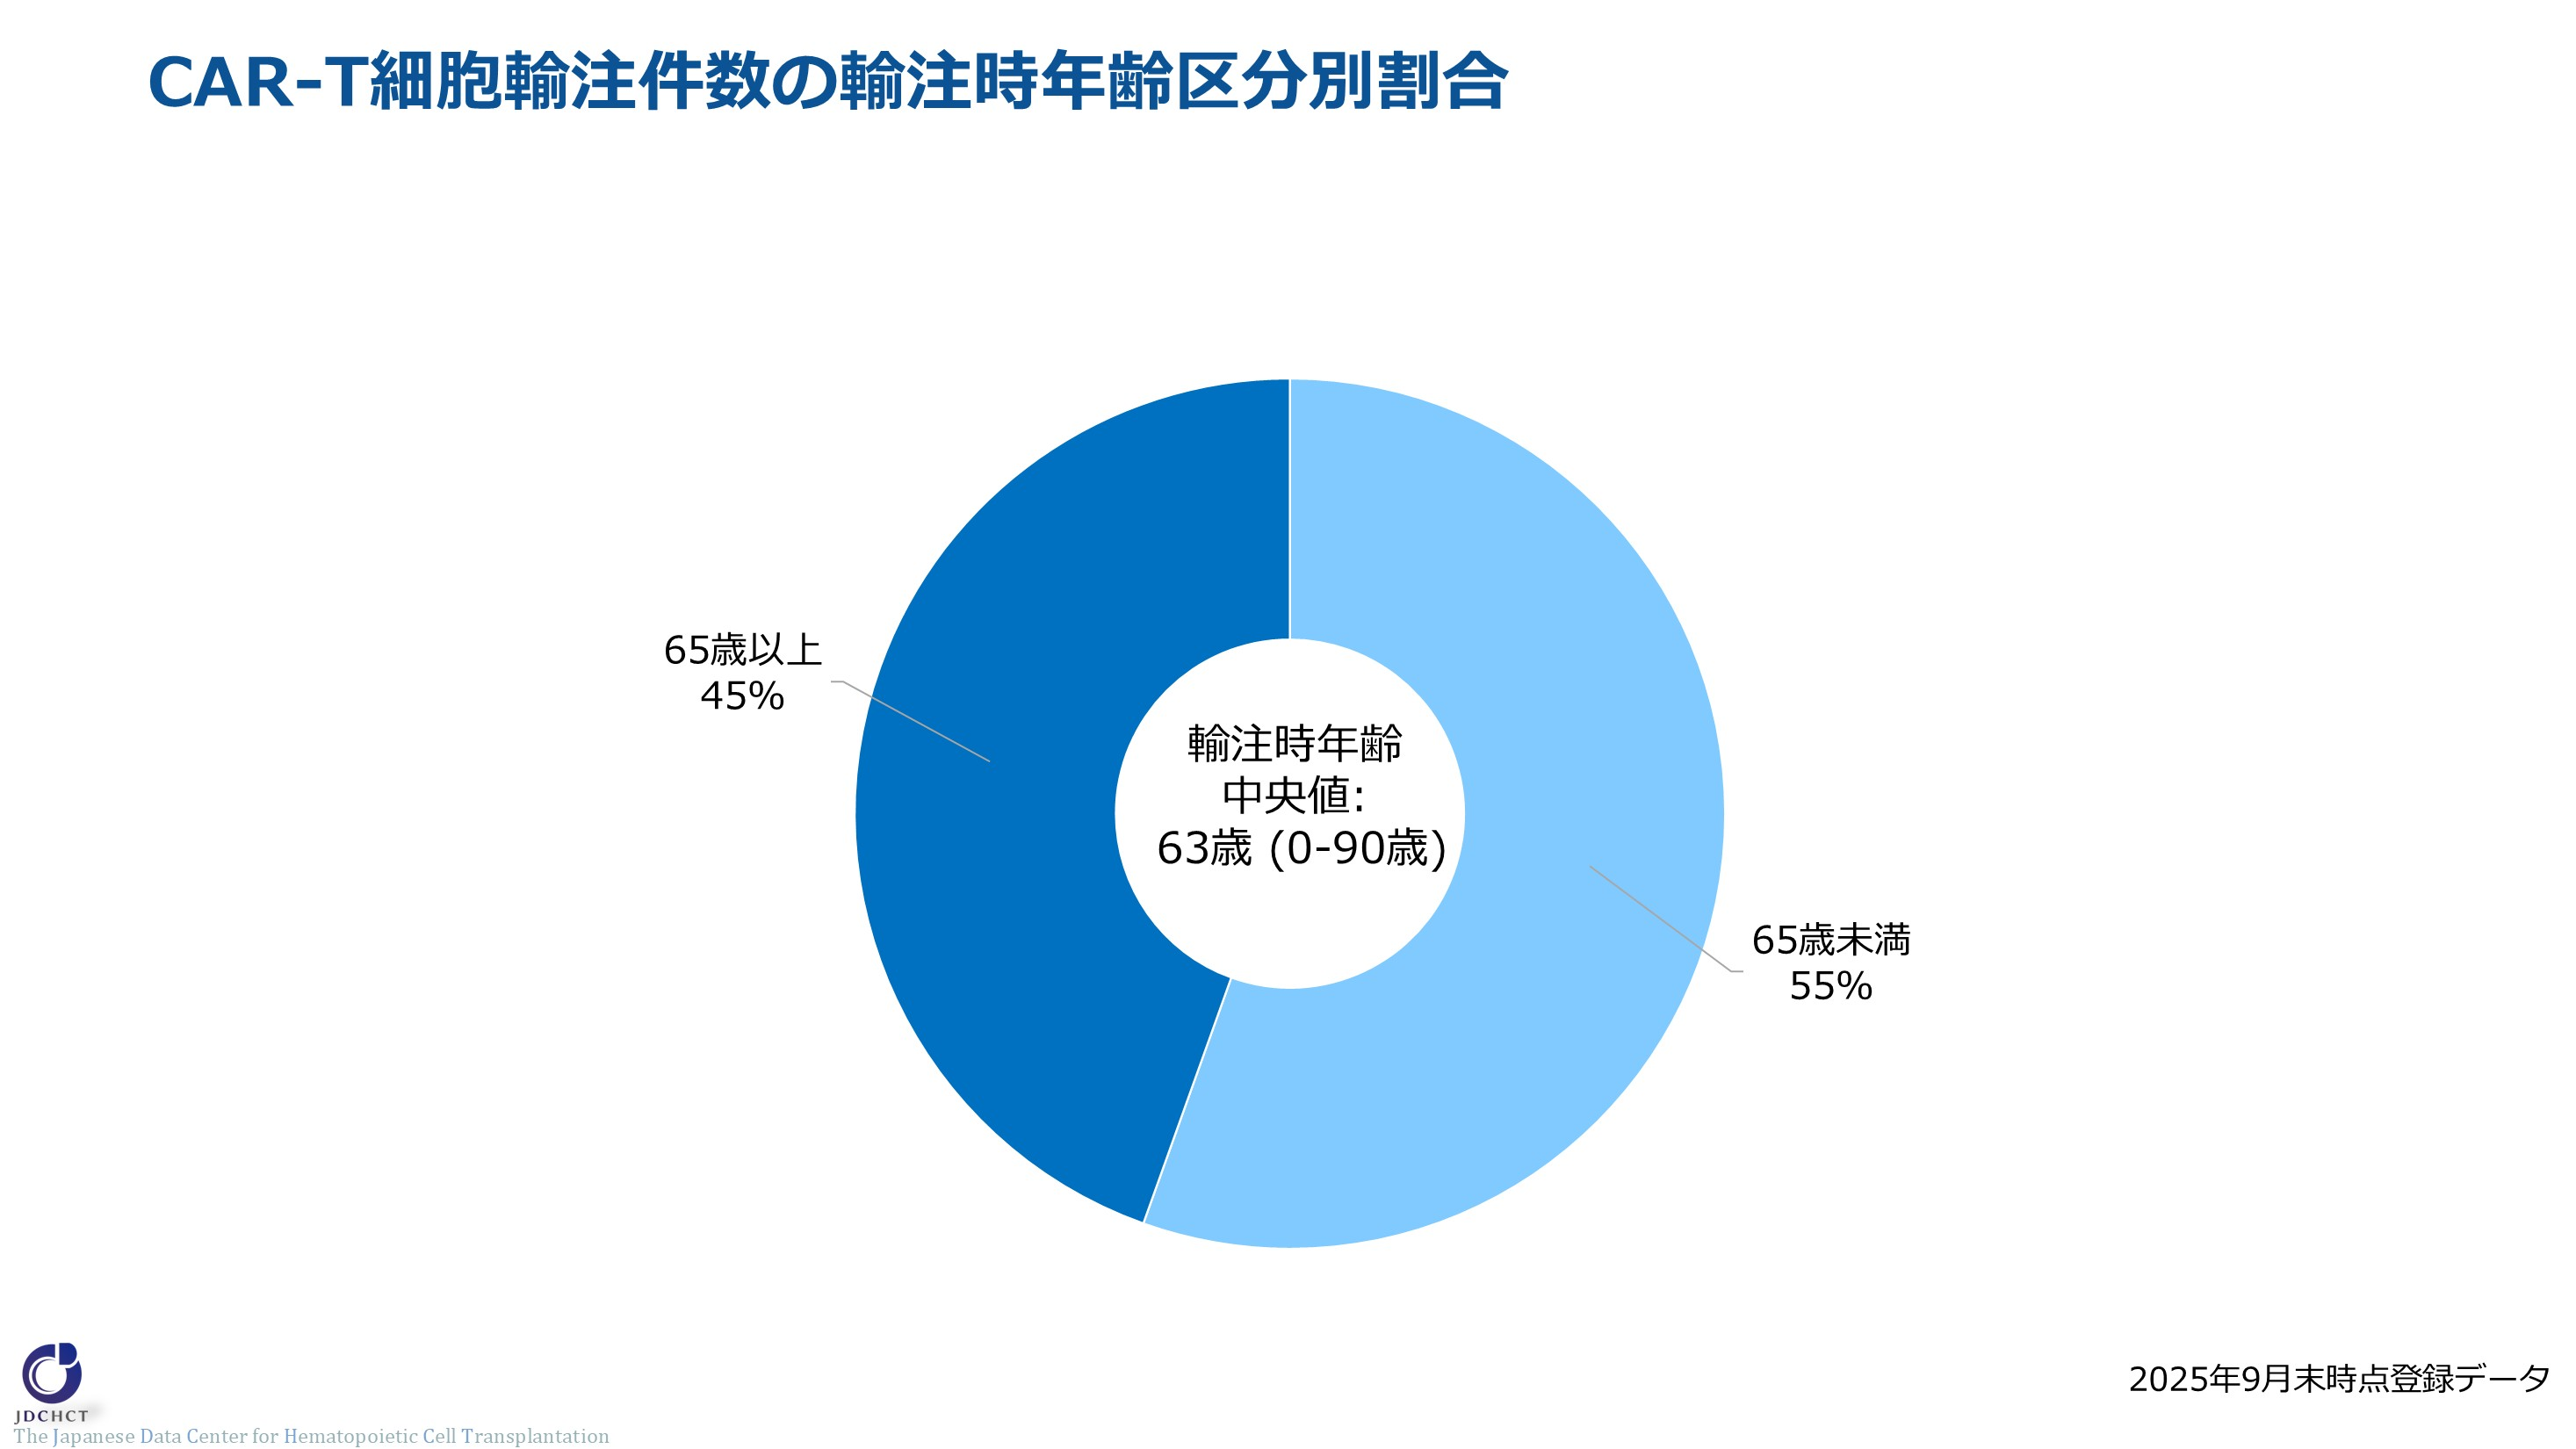 CAR-T細胞輸注件数の輸注時年齢区分別割合
65歳以上
45%
輸注時年齢
中央値:
63歳 (0-90歳)
65歳未満
55%
JDCHCT
The Japanese Data Center for Hematopoietic Cell Transplantation
2025年9月末時点登録データ